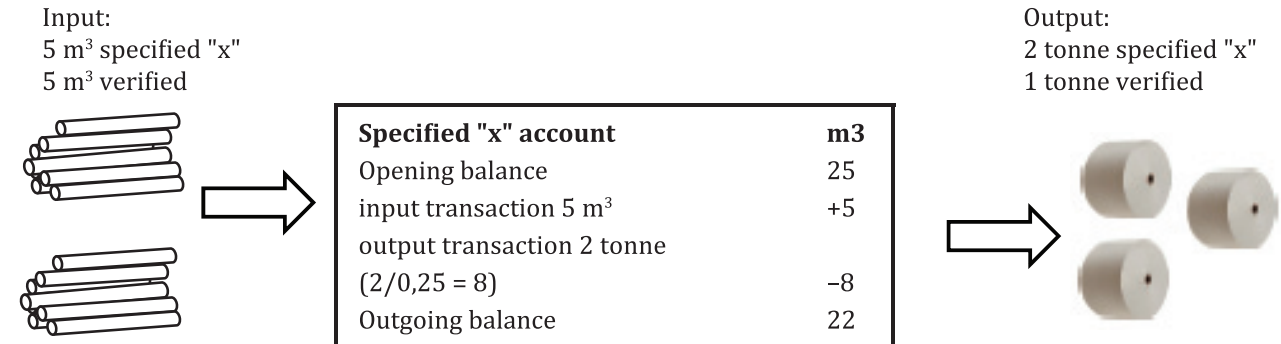 Input:
5 m³ specified "x"
5 m³ verified
Specified "x" account m3
Opening balance 25
input transaction 5 m³ +5
output transaction 2 tonne
(2/0,25 = 8) –8
Outgoing balance 22
Output:
2 tonne specified "x"
1 tonne verified